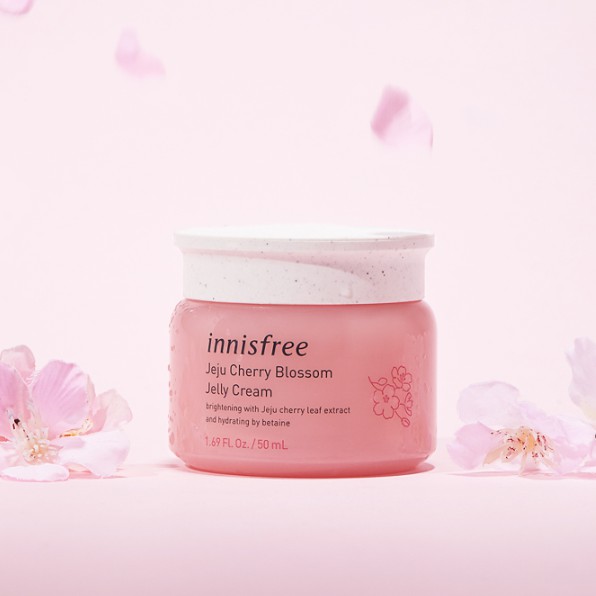 innisfree
Jeju Cherry Blossom
Jelly Cream
brightening with Jeju cherry leaf extract
and hydrating by betaine
1.69 FL.Oz. / 50 mL